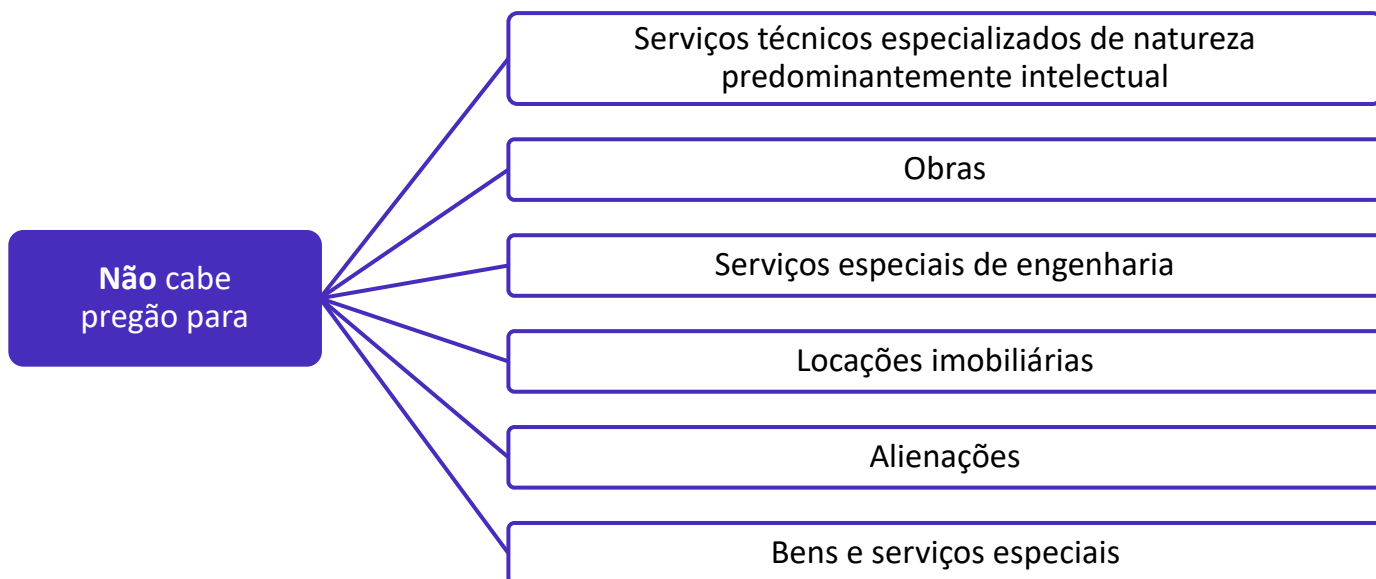 Não cabe
pregão para
Serviços técnicos especializados de natureza
predominantemente intelectual
Obras
Serviços especiais de engenharia
Locações imobiliárias
Alienações
Bens e serviços especiais